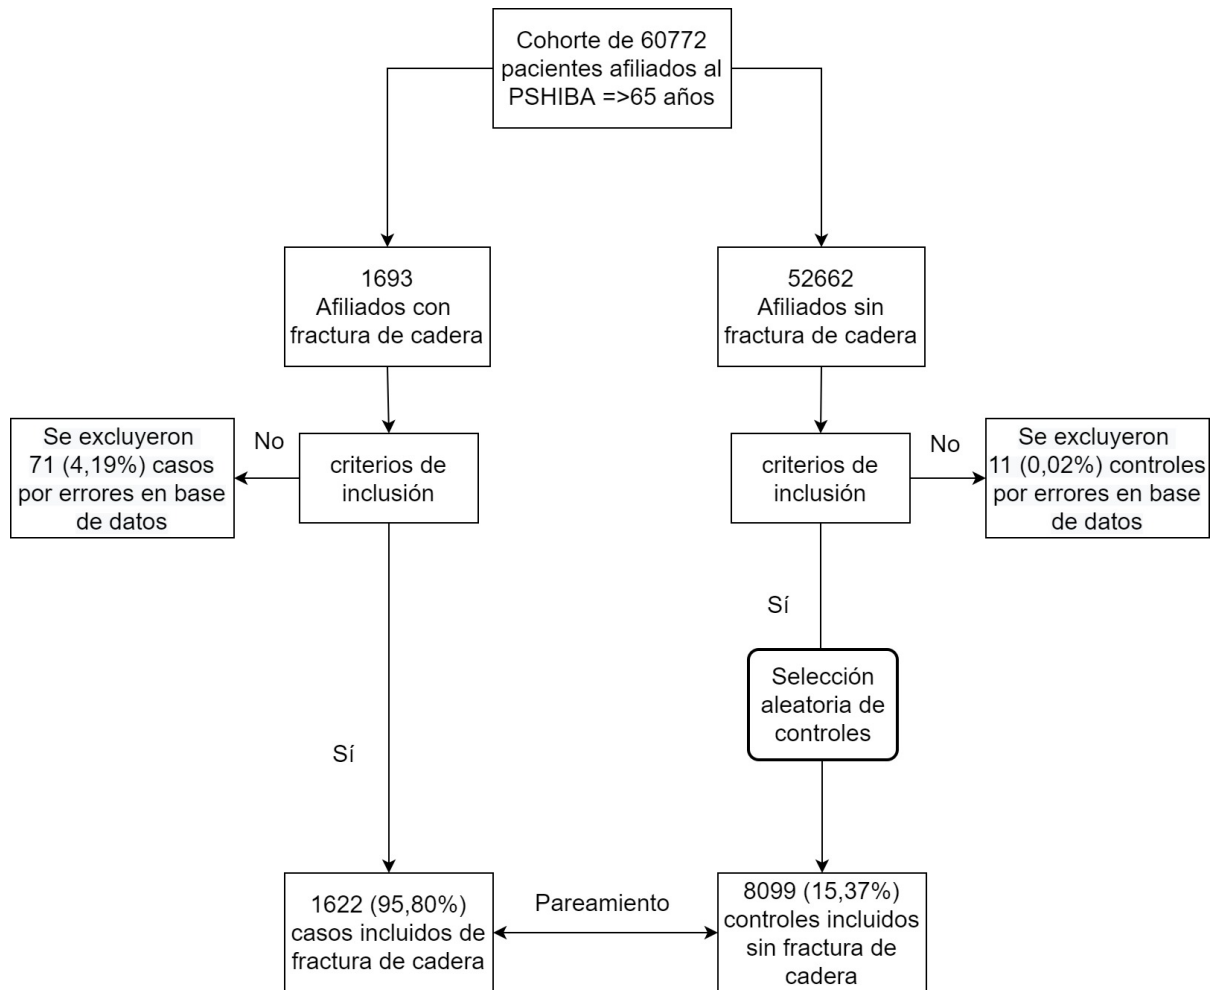 Cohorte de 60772
pacientes afiliados al
PSHIBA =>65 años
1693
Afiliados con
fractura de cadera
52662
Afiliados sin
fractura de cadera
Se excluyeron
71 (4,19%) casos
por errores en base
de datos
No
criterios de
inclusión
criterios de
inclusión
No
Se excluyeron
11 (0,02%) controles
por errores en base
de datos
Sí
Selección
aleatoria de
controles
Sí
1622 (95,80%)
casos incluidos de
fractura de cadera
Pareamiento
8099 (15,37%)
controles incluidos
sin fractura de
cadera